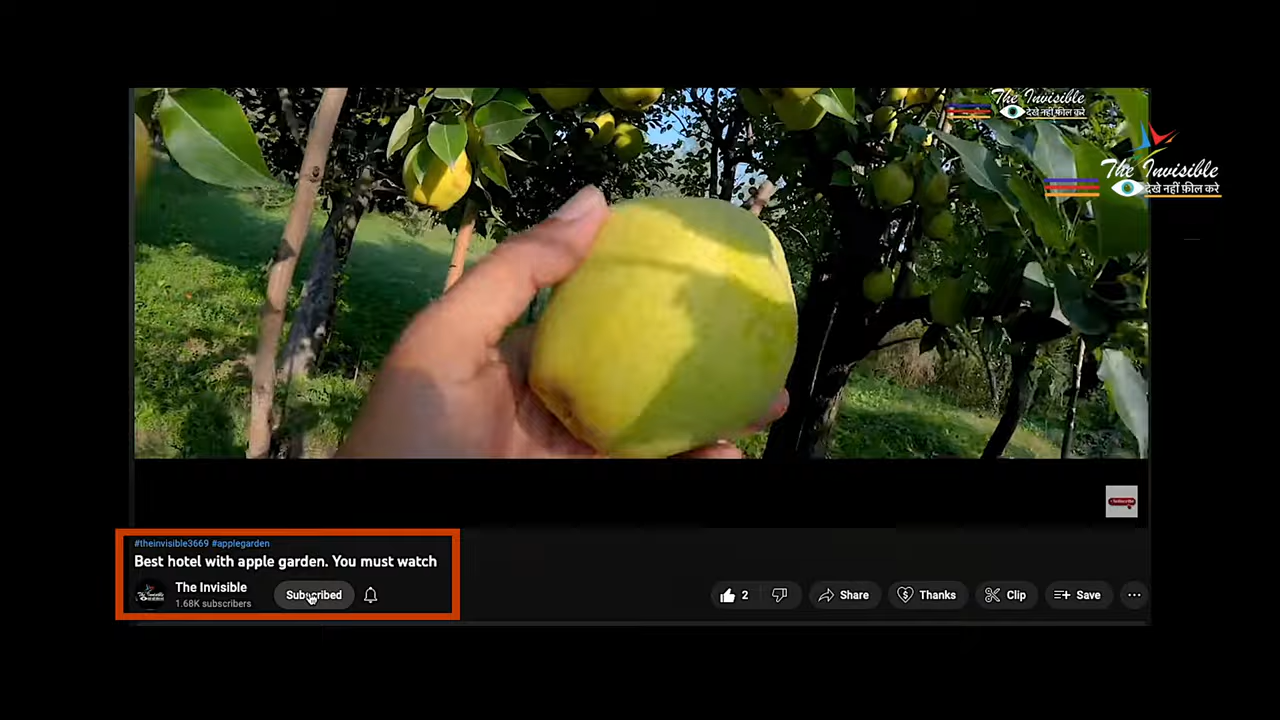 The Invisible
देखे नहीं फ़ील करे
The Invisible
देखे नहीं फ़ील करे
#theinvisible3669 #applegarden
Best hotel with apple garden. You must watch
The Invisible
1.68K subscribers
Subscribed
2
Share
Thanks
Clip
Save